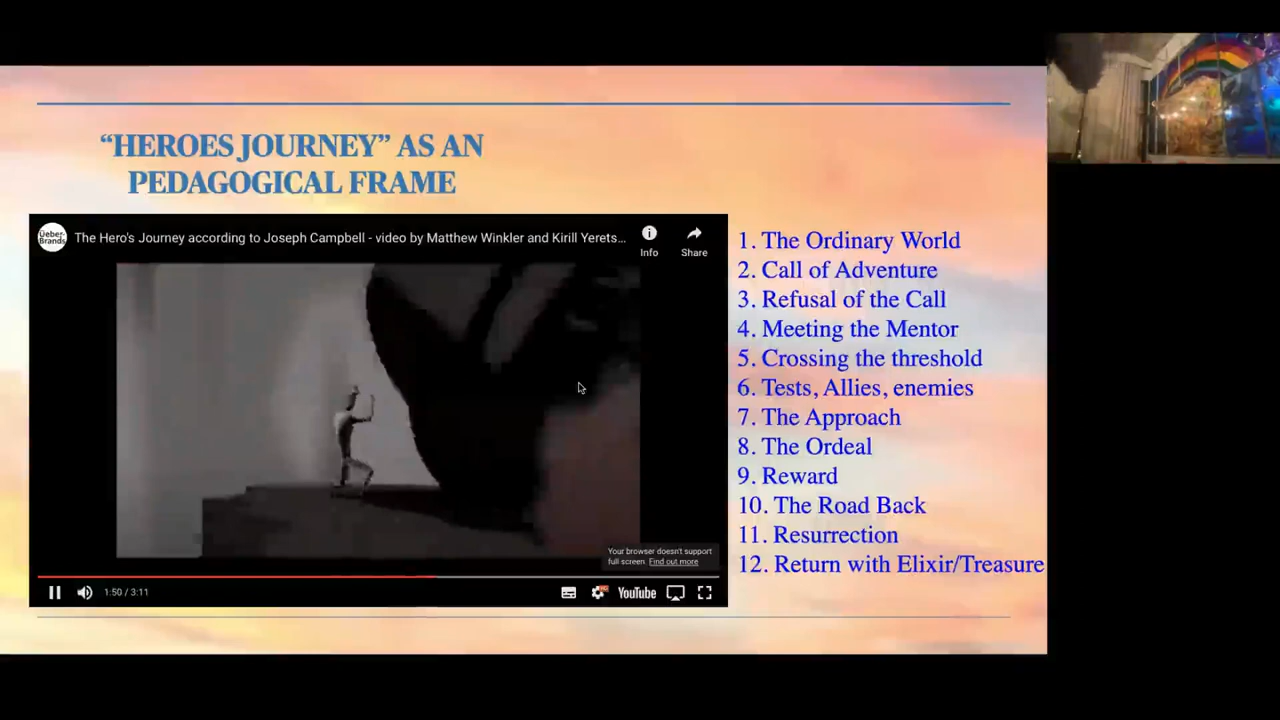 “HEROES JOURNEY” AS AN
PEDAGOGICAL FRAME
Üeber-
Brands
The Hero's Journey according to Joseph Campbell - video by Matthew Winkler and Kirill Yerets...
Info
Share
1. The Ordinary World
2. Call of Adventure
3. Refusal of the Call
4. Meeting the Mentor
5. Crossing the threshold
6. Tests, Allies, enemies
7. The Approach
8. The Ordeal
9. Reward
10. The Road Back
11. Resurrection
12. Return with Elixir/Treasure
Your browser doesn't support
full-screen. Find out more
1:50 / 3:11
YouTube